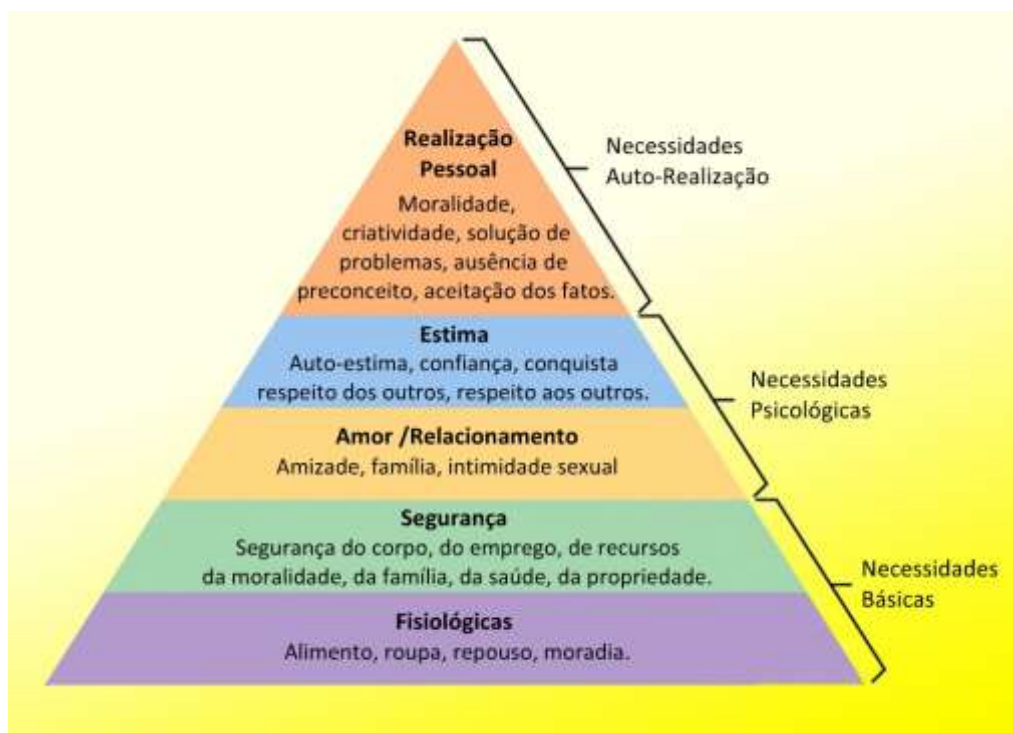 Realização
Pessoal
Moralidade,
criatividade, solução de
problemas, ausência de
preconceito, aceitação dos fatos.
Necessidades
Auto-Realização
Estima
Auto-estima, confiança, conquista
respeito dos outros, respeito aos outros.
Necessidades
Psicológicas
Amor /Relacionamento
Amizade, família, intimidade sexual
Segurança
Segurança do corpo, do emprego, de recursos
da moralidade, da família, da saúde, da propriedade.
Necessidades
Básicas
Fisiológicas
Alimento, roupa, repouso, moradia.